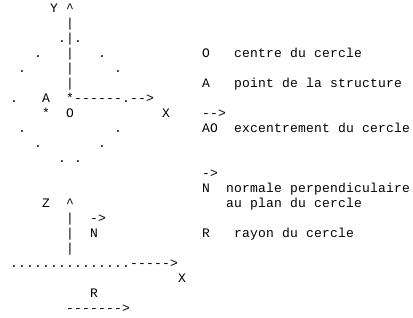 Y ^
|
.|.
. | . O centre du cercle
. | .
| A point de la structure
. A *------.-->
* O X -->
. . AO excentrement du cercle
. .
. .
->
N normale perpendiculaire
Z ^ au plan du cercle
| ->
| N R rayon du cercle
|
...............----->
X
R
------->